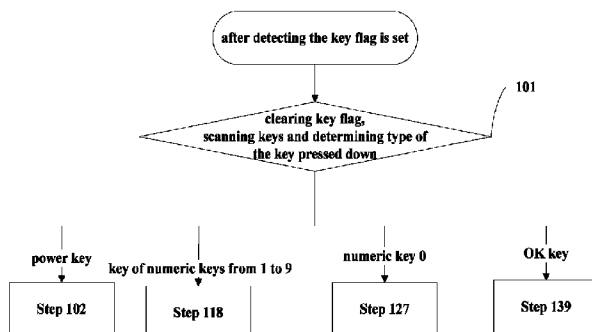 after detecting the key flag is set
101
clearing key flag,
scanning keys and determining type of
the key pressed down
power key
key of numeric keys from 1 to 9
numeric key 0
OK key
Step 102
Step 118
Step 127
Step 139